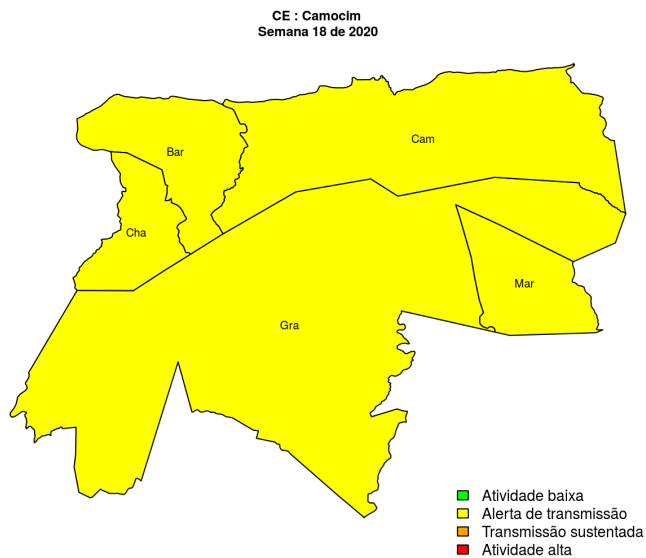 CE : Camocim
Semana 18 de 2020
Cam
Bar
Cha
Mar
Gra
Atividade baixa
Alerta de transmissão
Transmissão sustentada
Atividade alta